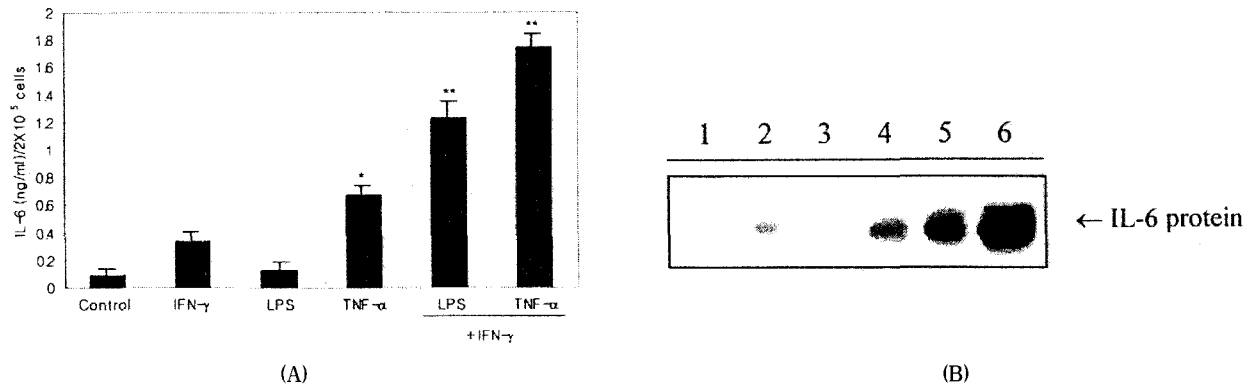 2
1.8
1.6
1.4
1.2
1
0.8
0.6
0.4
0.2
0
IL-6 (ng/ml)/2X10⁻⁵ cells
* ** **
Control IFN-γ LPS TNF-α LPS TNF-α
+IFN-γ
(A)
1 2 3 4 5 6
← IL-6 protein
(B)